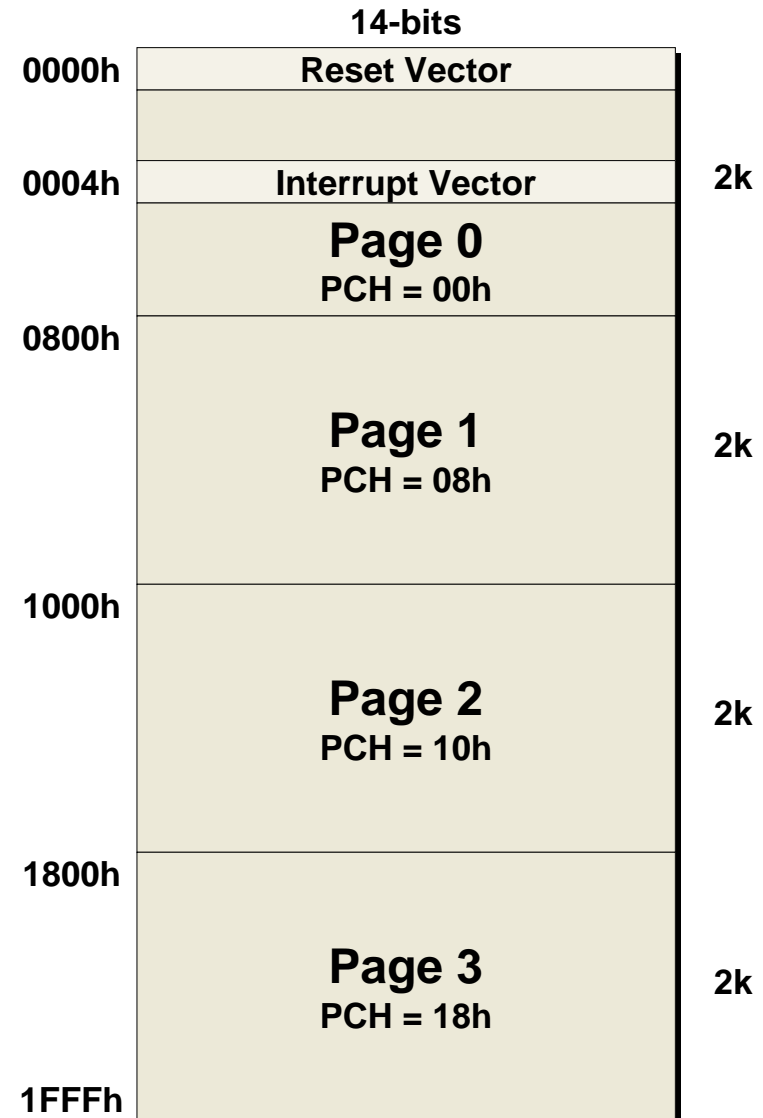 14-bits
0000h
Reset Vector
0004h
Interrupt Vector
2k
Page 0
PCH = 00h
0800h
Page 1
PCH = 08h
2k
1000h
Page 2
PCH = 10h
2k
1800h
Page 3
PCH = 18h
2k
1FFFh